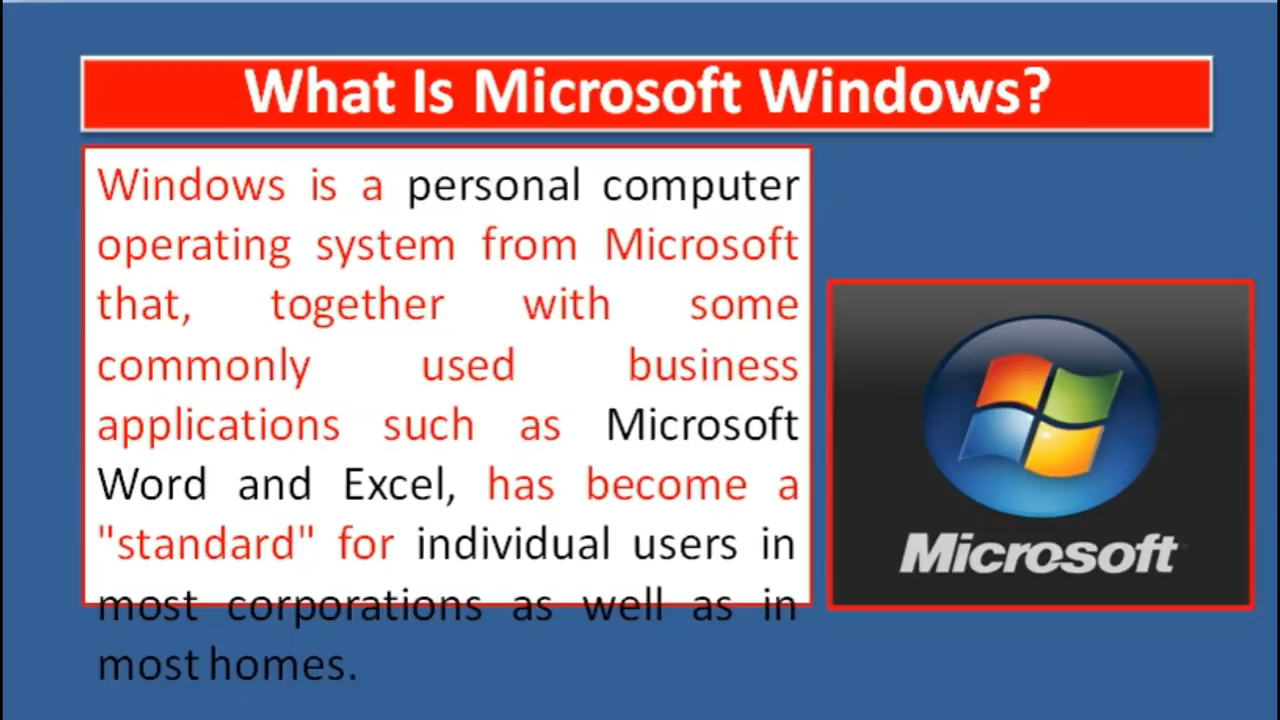 What Is Microsoft Windows?
Windows is a personal computer
operating system from Microsoft
that, together with some
commonly used business
applications such as Microsoft
Word and Excel, has become a
"standard" for individual users in
most corporations as well as in
most homes.
Microsoft